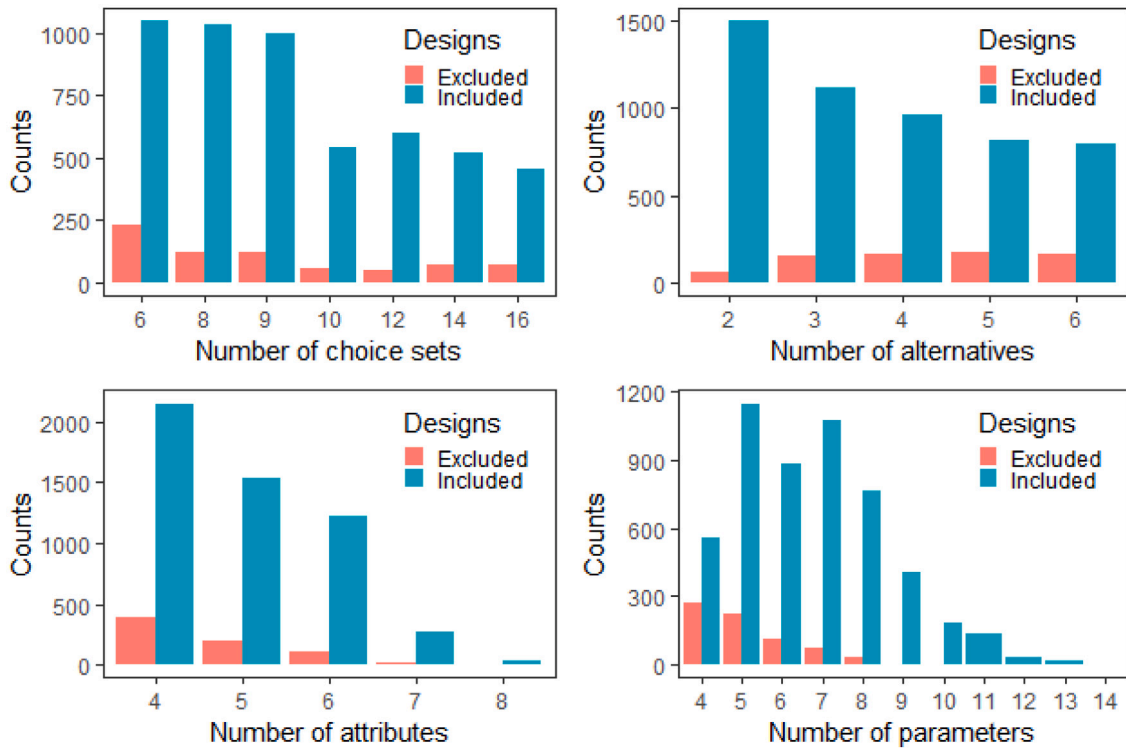 Counts
1000
750
500
250
0
Designs
Excluded
Included
6 8 9 10 12 14 16
Number of choice sets
Counts
1500
1000
500
0
Designs
Excluded
Included
2 3 4 5 6
Number of alternatives
Counts
2000
1500
1000
500
0
Designs
Excluded
Included
4 5 6 7 8
Number of attributes
Counts
1200
900
600
300
0
Designs
Excluded
Included
4 5 6 7 8 9 10 11 12 13 14
Number of parameters